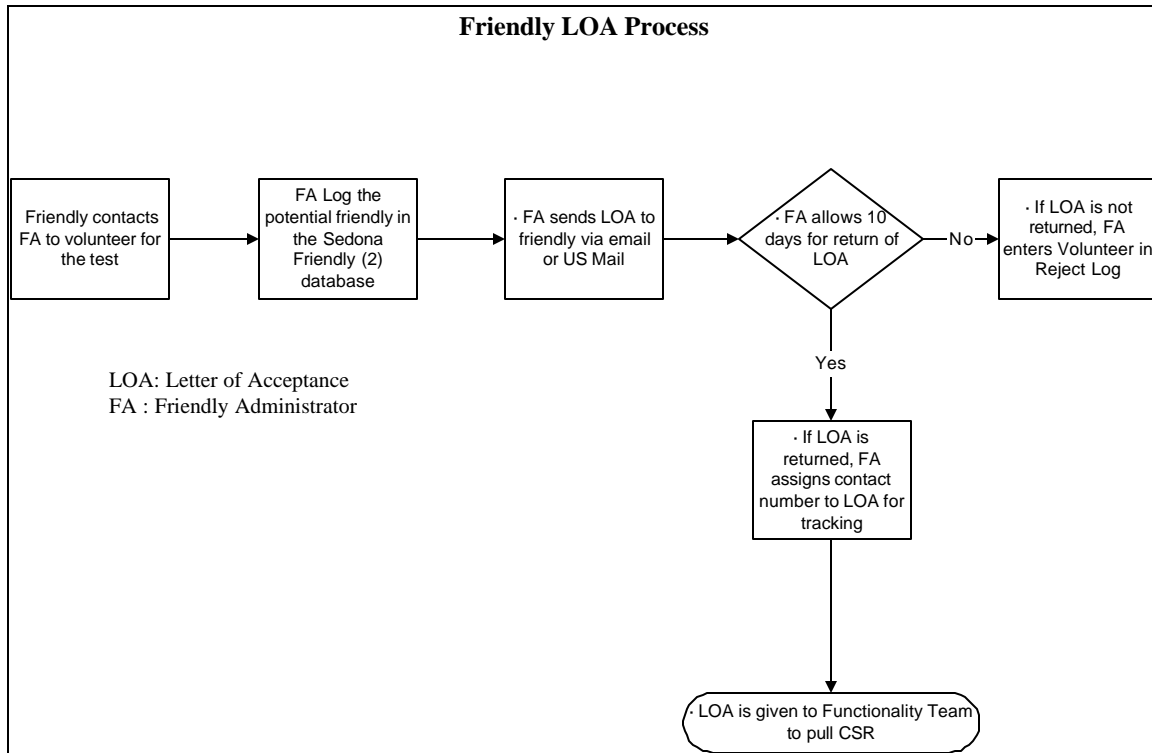 Friendly LOA Process
Friendly contacts
FA to volunteer for
the test
FA Log the
potential friendly in
the Sedona
Friendly (2)
database
· FA sends LOA to
friendly via email
or US Mail
· FA allows 10
days for return of
LOA
No
· If LOA is not
returned, FA
enters Volunteer in
Reject Log
Yes
LOA: Letter of Acceptance
FA : Friendly Administrator
· If LOA is
returned, FA
assigns contact
number to LOA for
tracking
· LOA is given to Functionality Team
to pull CSR